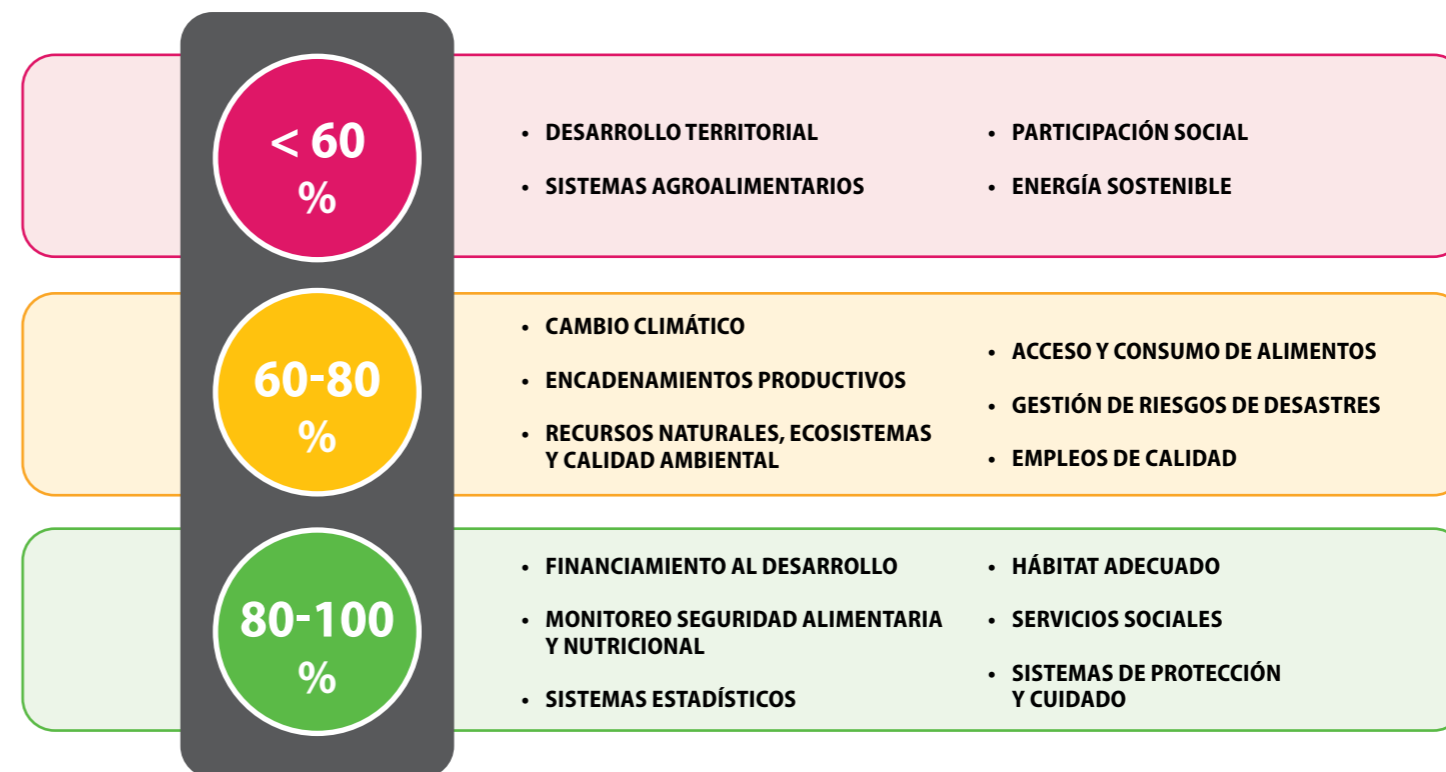 < 60
%
• DESARROLLO TERRITORIAL
• SISTEMAS AGROALIMENTARIOS
• PARTICIPACIÓN SOCIAL
• ENERGÍA SOSTENIBLE
60-80
%
• CAMBIO CLIMÁTICO
• ENCADENAMIENTOS PRODUCTIVOS
• RECURSOS NATURALES, ECOSISTEMAS
Y CALIDAD AMBIENTAL
• ACCESO Y CONSUMO DE ALIMENTOS
• GESTIÓN DE RIESGOS DE DESASTRES
• EMPLEOS DE CALIDAD
80-100
%
• FINANCIAMIENTO AL DESARROLLO
• MONITOREO SEGURIDAD ALIMENTARIA
Y NUTRICIONAL
• SISTEMAS ESTADÍSTICOS
• HÁBITAT ADECUADO
• SERVICIOS SOCIALES
• SISTEMAS DE PROTECCIÓN
Y CUIDADO